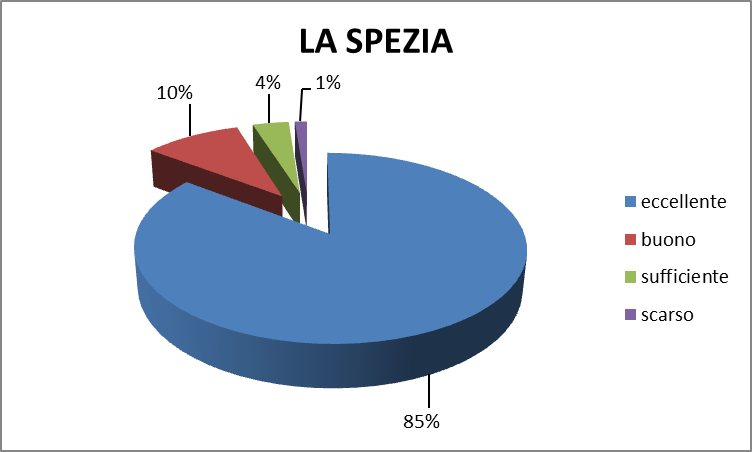 LA SPEZIA
10%
4%
1%
85%
eccellente
buono
sufficiente
scarso